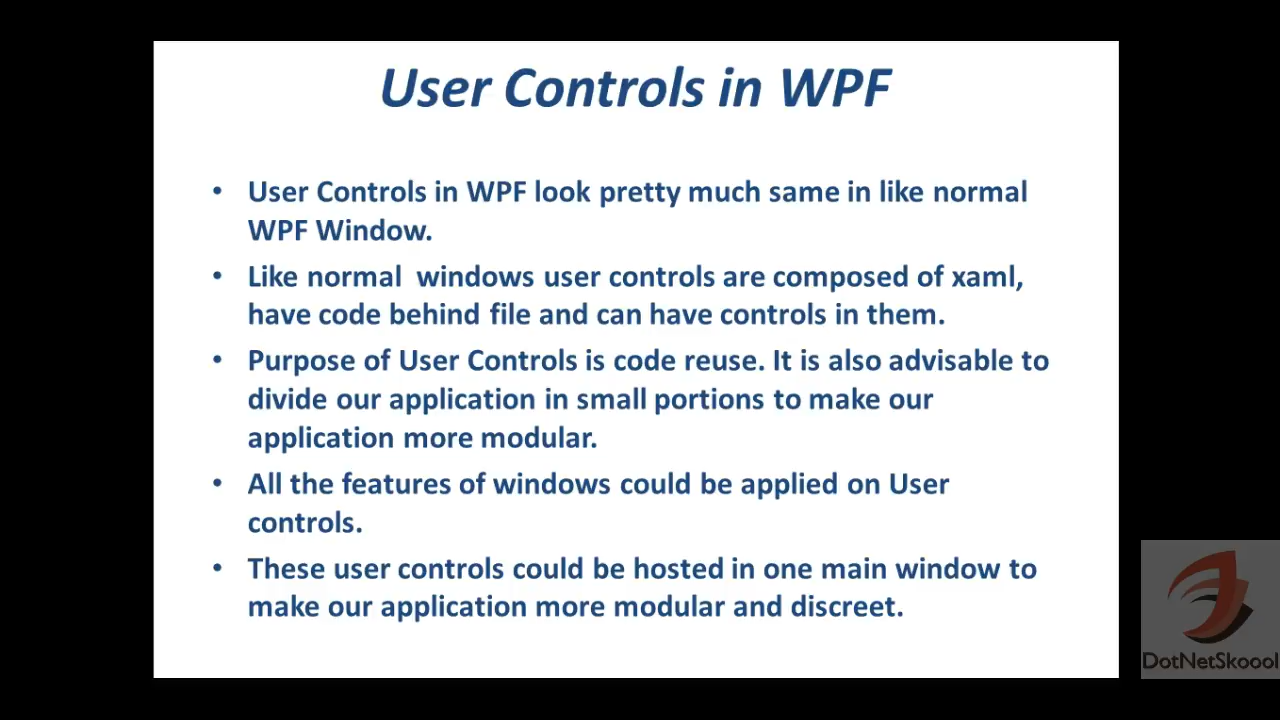 User Controls in WPF
• User Controls in WPF look pretty much same in like normal
WPF Window.
• Like normal  windows user controls are composed of xaml,
have code behind file and can have controls in them.
• Purpose of User Controls is code reuse. It is also advisable to
divide our application in small portions to make our
application more modular.
• All the features of windows could be applied on User
controls.
• These user controls could be hosted in one main window to
make our application more modular and discreet.
DotNetSkoool